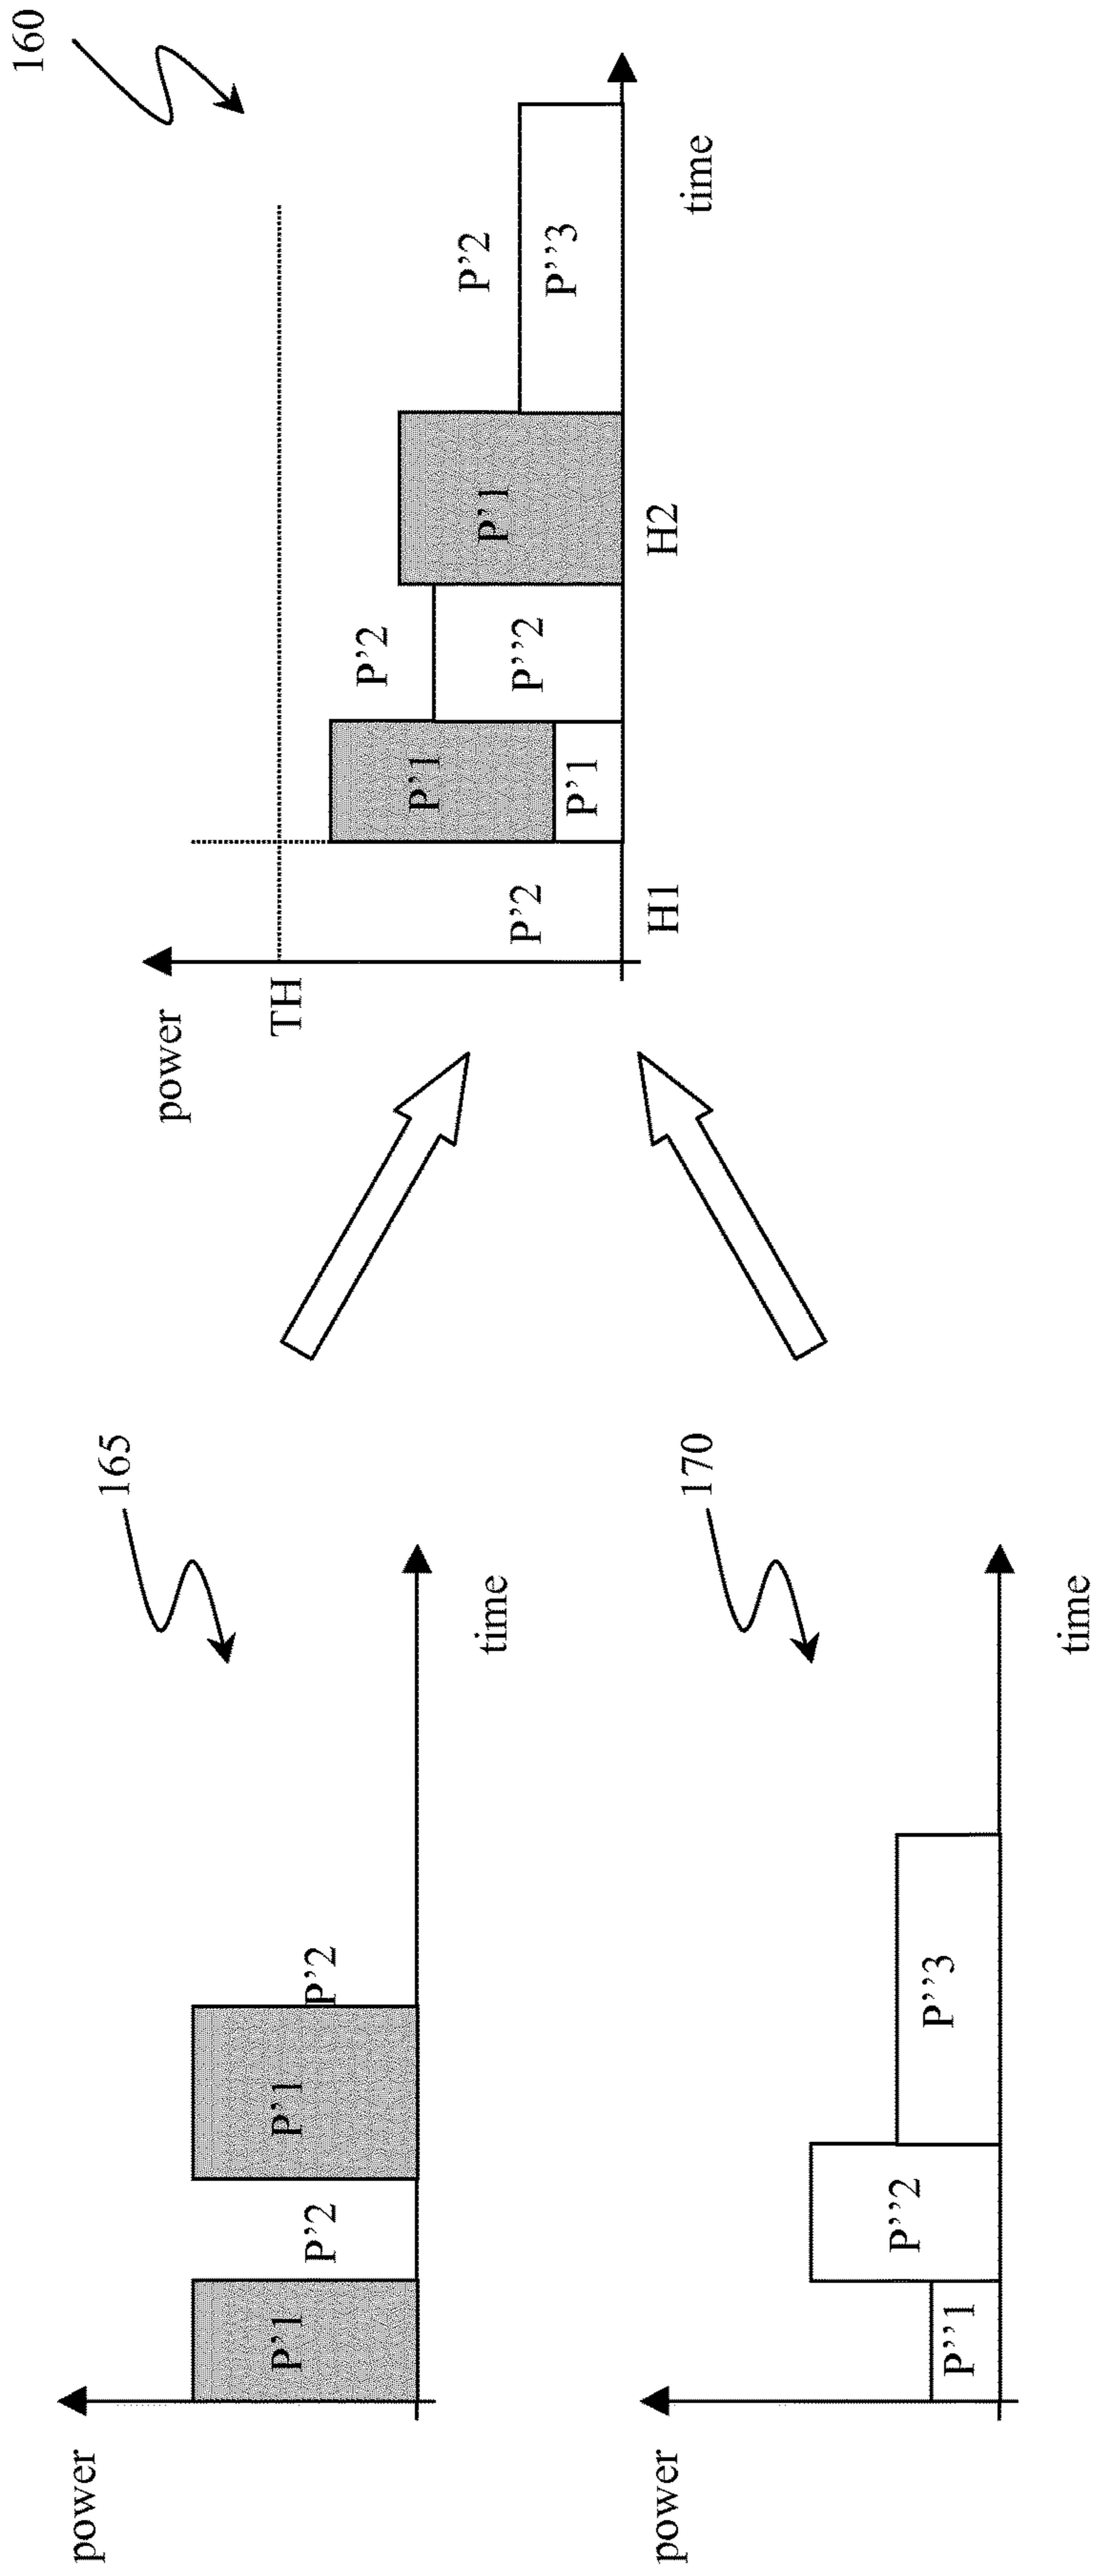 165
power
P’1
P’2
P’1
P’2
time
170
power
P’’1
P’’2
P’’3
time
160
power
TH
P’2
P’1
P’1
P’2
P’’2
P’1
P’2
P’’3
H1
H2
time